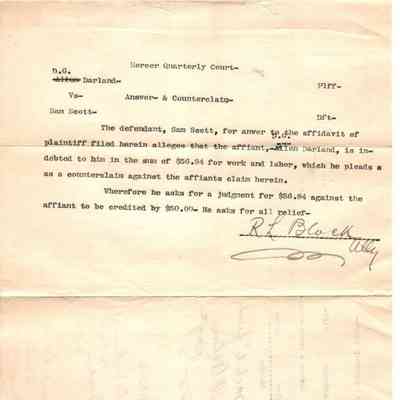 Mercer Quarterly Court-
D.G.
Allen Darland- Plff-
Vs- Answer- & Counterclaim-
Sam Scott- Dft-
The defendant, Sam Scott, for anwer to the affidavit of
D.G.
plaintiff filed herein alleges that the affiant, Allen Darland, is in-
debted to him in the sum of $56.94 for work and labor, which he pleads a
as a counterclaim against the affiants claim herein.
Therefore he asks for a judgment for $56.94 against the
affiant to be credited by $50.00- He asks for all relief-
R L Block
Atty